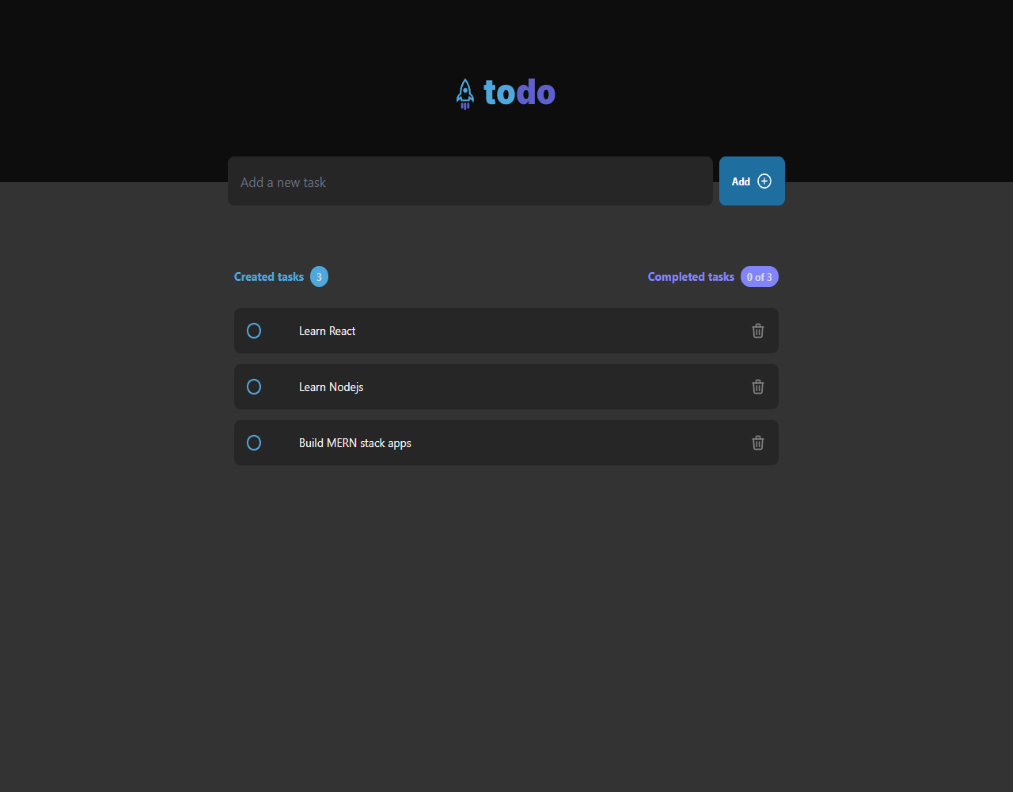 todo
Add a new task
Add
Created tasks 3
Completed tasks 0 of 3
Learn React
Learn Nodejs
Build MERN stack apps